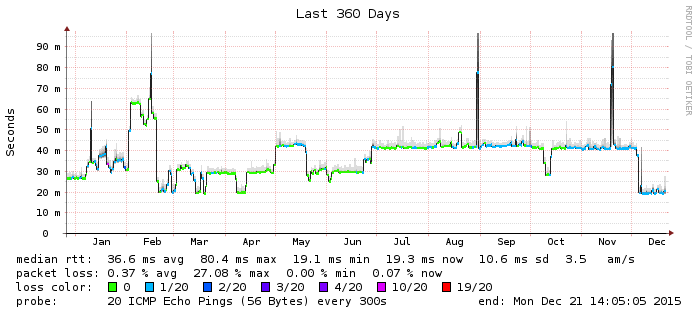 Last 360 Days
RRDTOOL / TOBI OETIKER
Seconds
90 m
80 m
70 m
60 m
50 m
40 m
30 m
20 m
10 m
0
Jan Feb Mar Apr May Jun Jul Aug Sep Oct Nov Dec
median rtt: 36.6 ms avg 80.4 ms max 19.1 ms min 19.3 ms now 10.6 ms sd 3.5 am/s
packet loss: 0.37 % avg 27.08 % max 0.00 % min 0.07 % now
loss color: 0 1/20 2/20 3/20 4/20 10/20 19/20
probe: 20 ICMP Echo Pings (56 Bytes) every 300s end: Mon Dec 21 14:05:05 2015